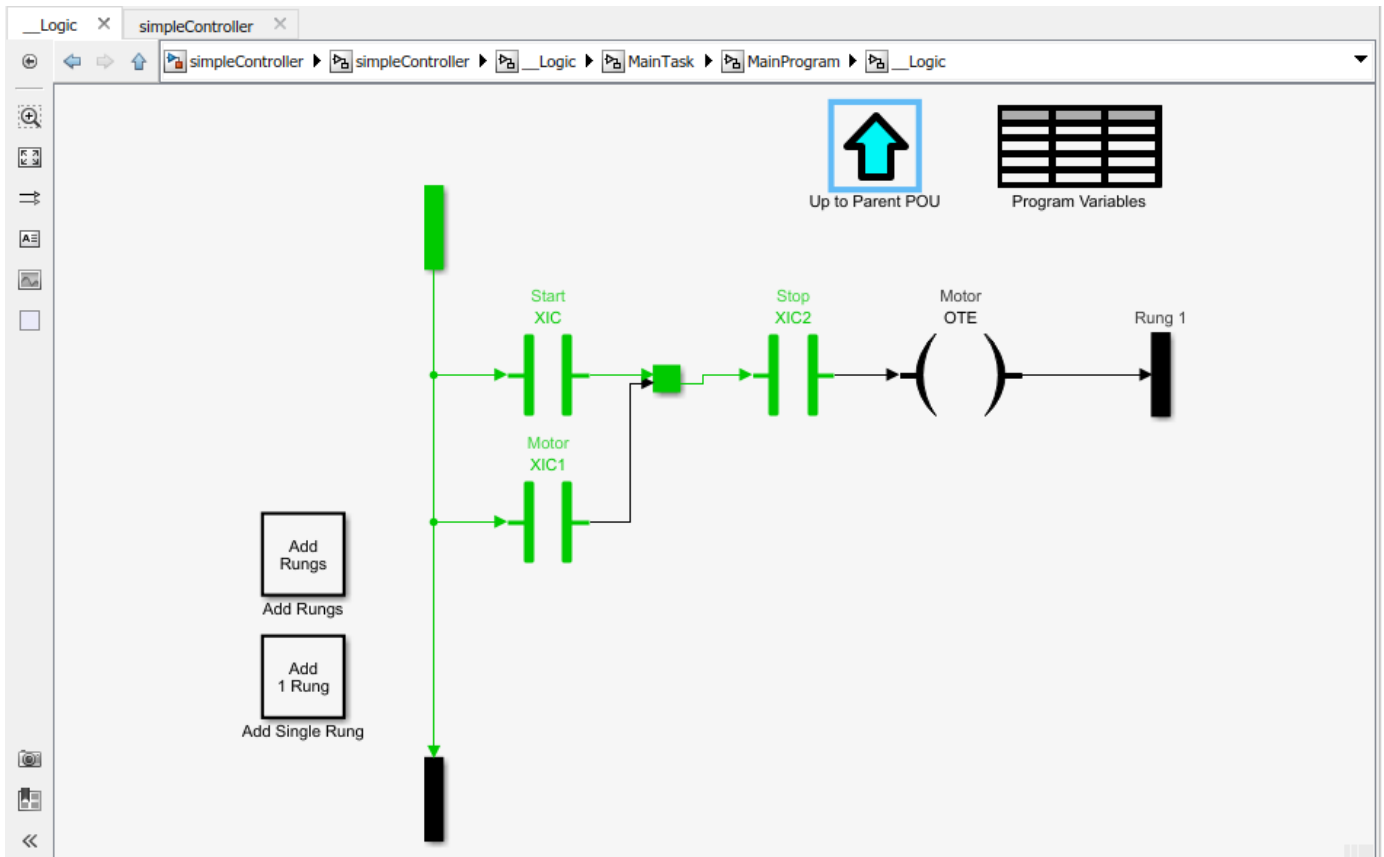 __Logic
simpleController
simpleController
simpleController
__Logic
MainTask
MainProgram
__Logic
Up to Parent POU
Program Variables
Start
XIC
Stop
XIC2
Motor
OTE
Rung 1
Motor
XIC1
Add
Rungs
Add Rungs
Add
1 Rung
Add Single Rung